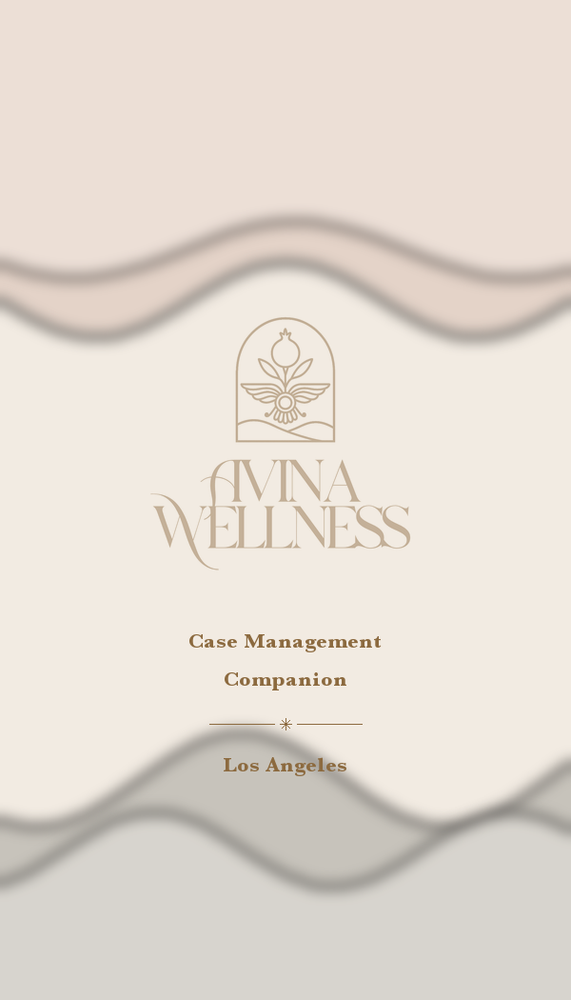 AVINA
WELLNESS
Case Management
Companion
Los Angeles